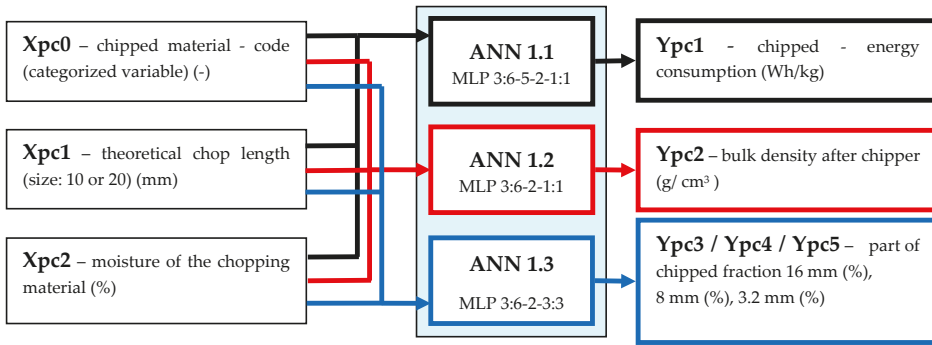 Xpc0 – chipped material - code
(categorized variable) (-)
Xpc1 – theoretical chop length
(size: 10 or 20) (mm)
Xpc2 – moisture of the chopping
material (%)
ANN 1.1
MLP 3:6-5-2-1:1
ANN 1.2
MLP 3:6-2-1:1
ANN 1.3
MLP 3:6-2-3:3
Ypc1 - chipped - energy
consumption (Wh/kg)
Ypc2 – bulk density after chipper
(g/ cm³ )
Ypc3 / Ypc4 / Ypc5 – part of
chipped fraction 16 mm (%),
8 mm (%), 3.2 mm (%)